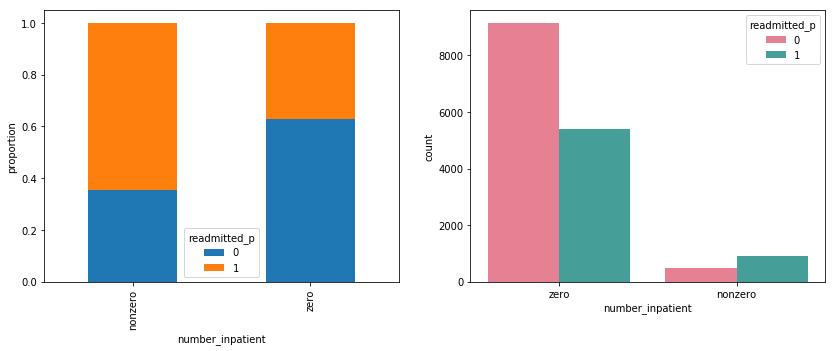 1.0
0.8
0.6
0.4
0.2
0.0
proportion
readmitted_p
0
1
nonzero
zero
number_inpatient
8000
6000
4000
2000
0
count
readmitted_p
0
1
zero
nonzero
number_inpatient